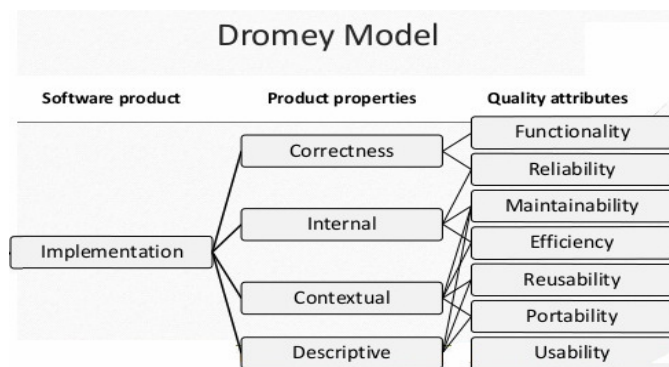 Dromey Model
Software product Product properties Quality attributes
Functionality
Correctness
Reliability
Maintainability
Internal
Efficiency
Implementation
Reusability
Contextual
Portability
Descriptive Usability